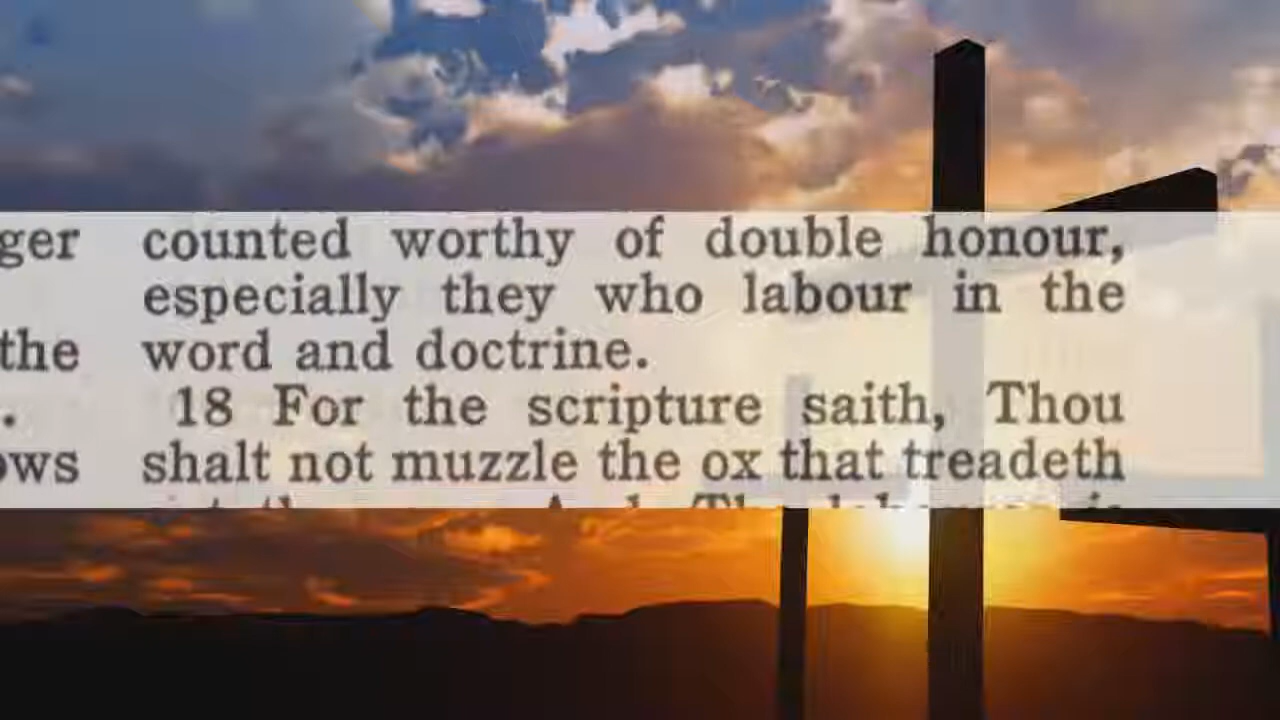 ger counted worthy of double honour,
especially they who labour in the
the word and doctrine.
. 18 For the scripture saith, Thou
ows shalt not muzzle the ox that treadeth